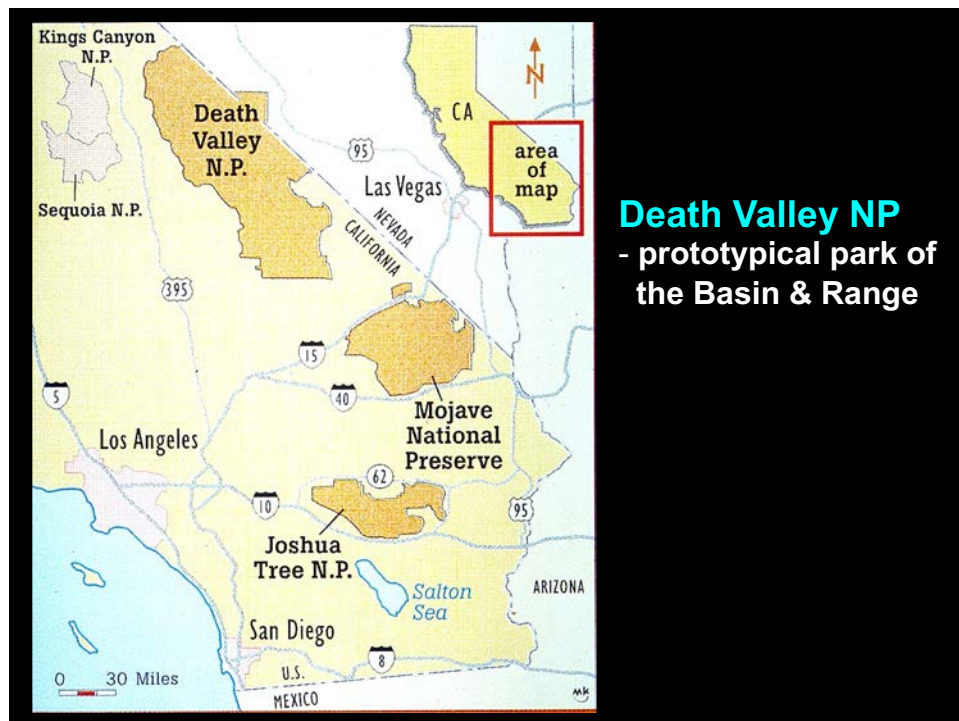 Kings Canyon
N.P.
Death
Valley
N.P.
Sequoia N.P.
N
CA
area
of
map
95
Las Vegas
NEVADA
CALIFORNIA
395
15
5
40
Mojave
National
Preserve
Los Angeles
62
10
95
Joshua
Tree N.P.
Salton
Sea
ARIZONA
San Diego
8
0 30 Miles
U.S.
MEXICO
Death Valley NP
- prototypical park of
the Basin & Range